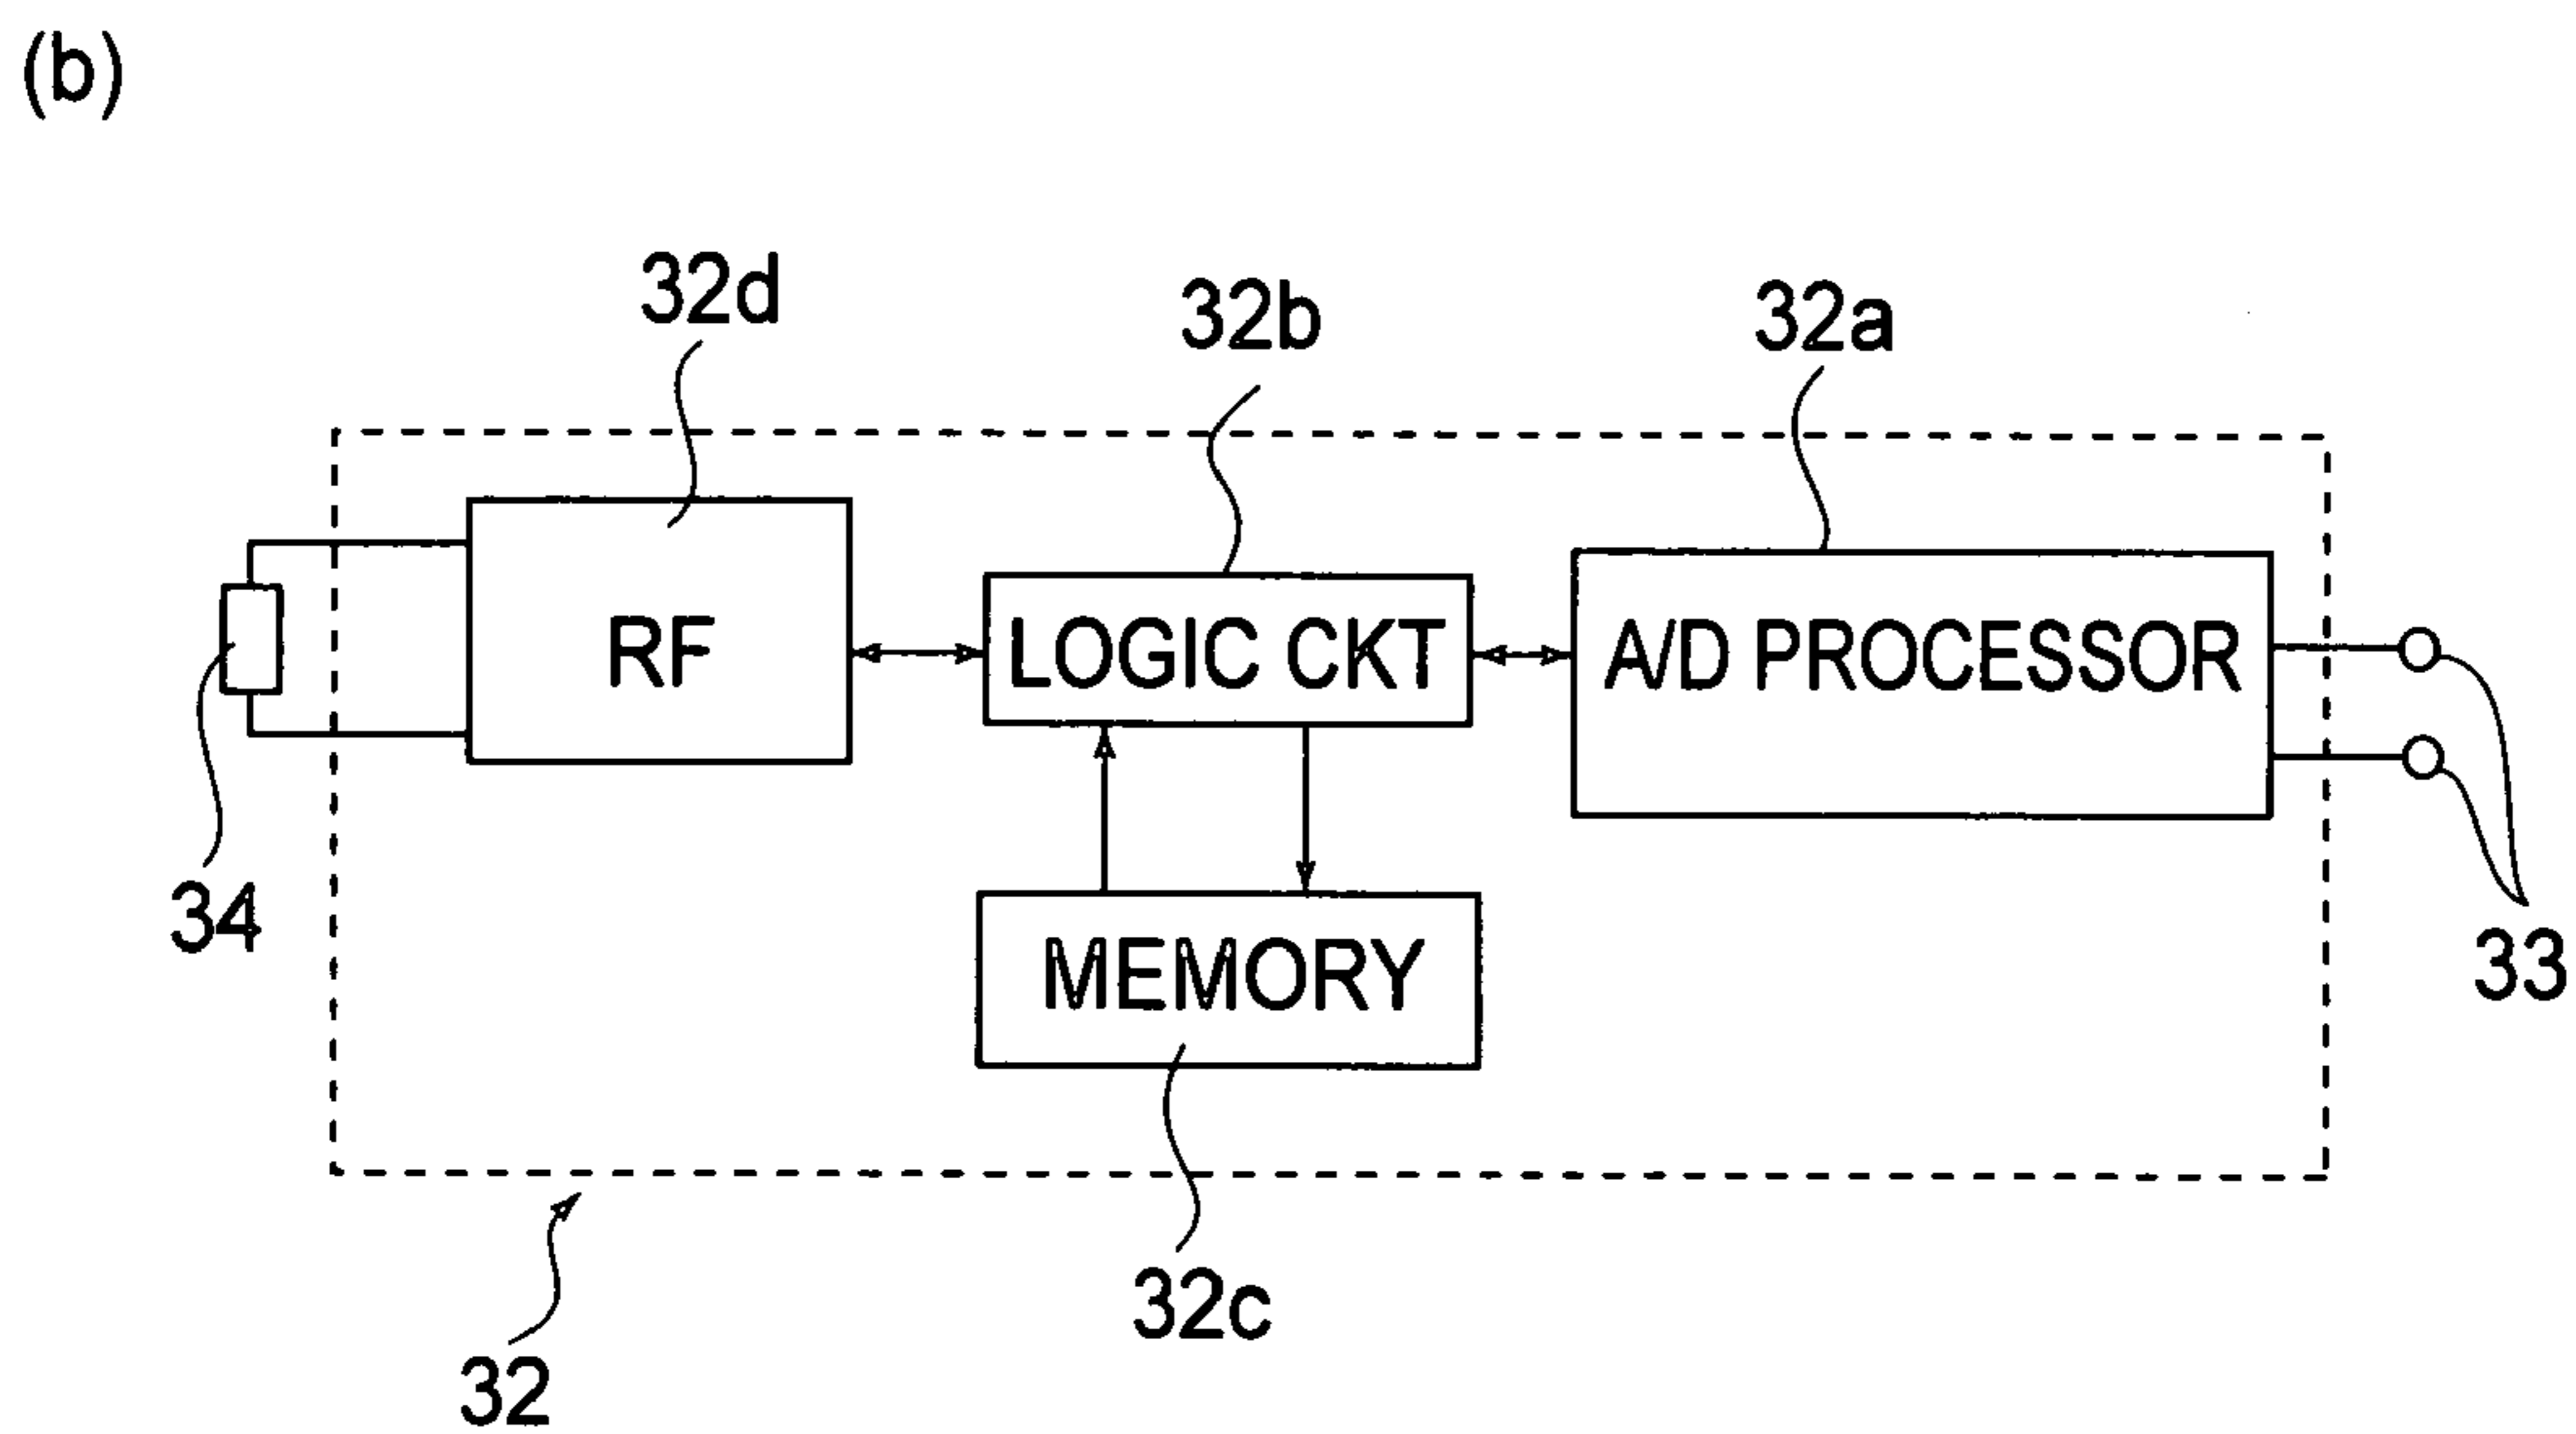 (b)
32d
32b
32a
RF
LOGIC CKT
A/D PROCESSOR
34
MEMORY
33
32c
32